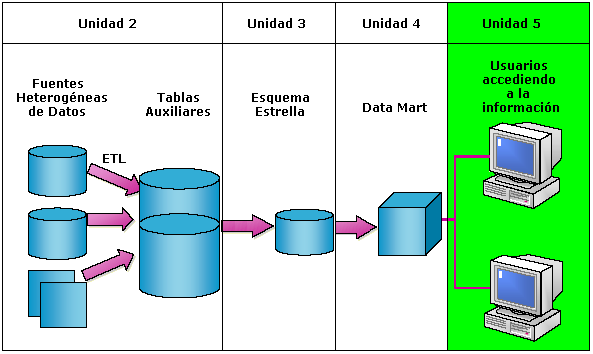 Unidad 2
Unidad 3
Unidad 4
Unidad 5
Fuentes
Heterogéneas
de Datos
Tablas
Auxiliares
Esquema
Estrella
Data Mart
Usuarios
accediendo
a la
información
ETL